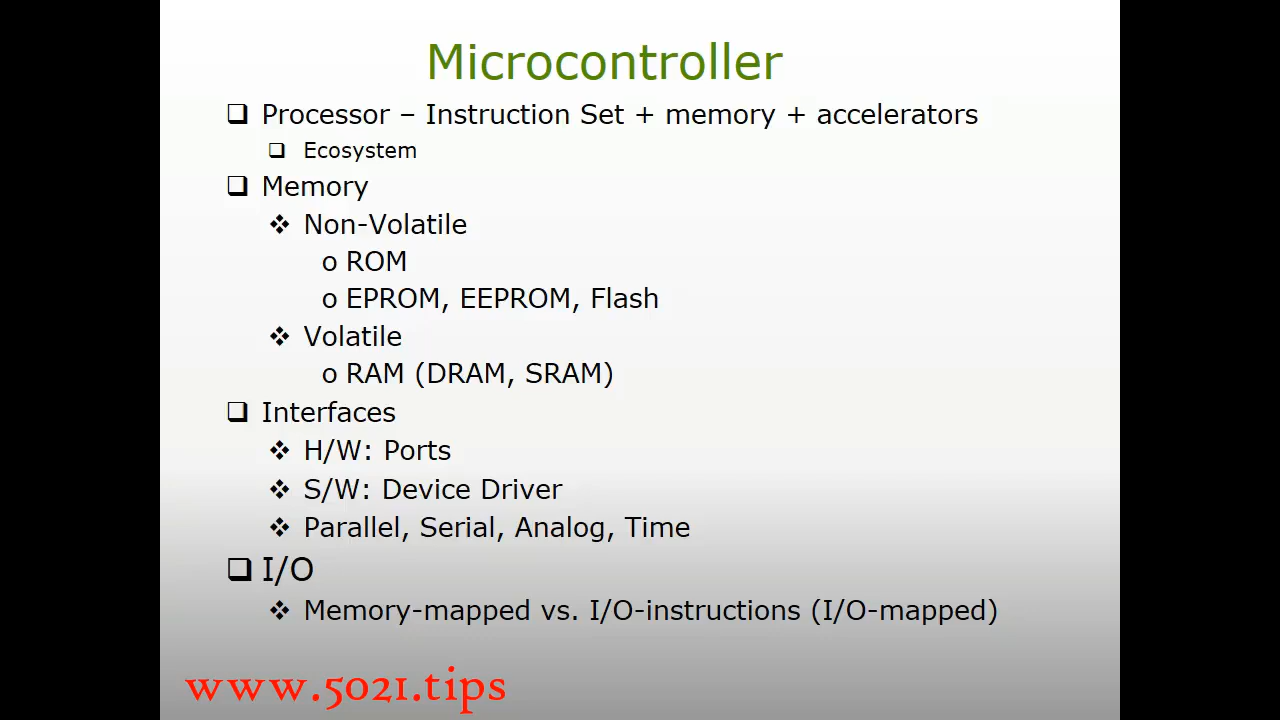 Microcontroller
❑ Processor – Instruction Set + memory + accelerators
❑ Ecosystem
❑ Memory
❖ Non-Volatile
o ROM
o EPROM, EEPROM, Flash
❖ Volatile
o RAM (DRAM, SRAM)
❑ Interfaces
❖ H/W: Ports
❖ S/W: Device Driver
❖ Parallel, Serial, Analog, Time
❑ I/O
❖ Memory-mapped vs. I/O-instructions (I/O-mapped)
www.5021.tips